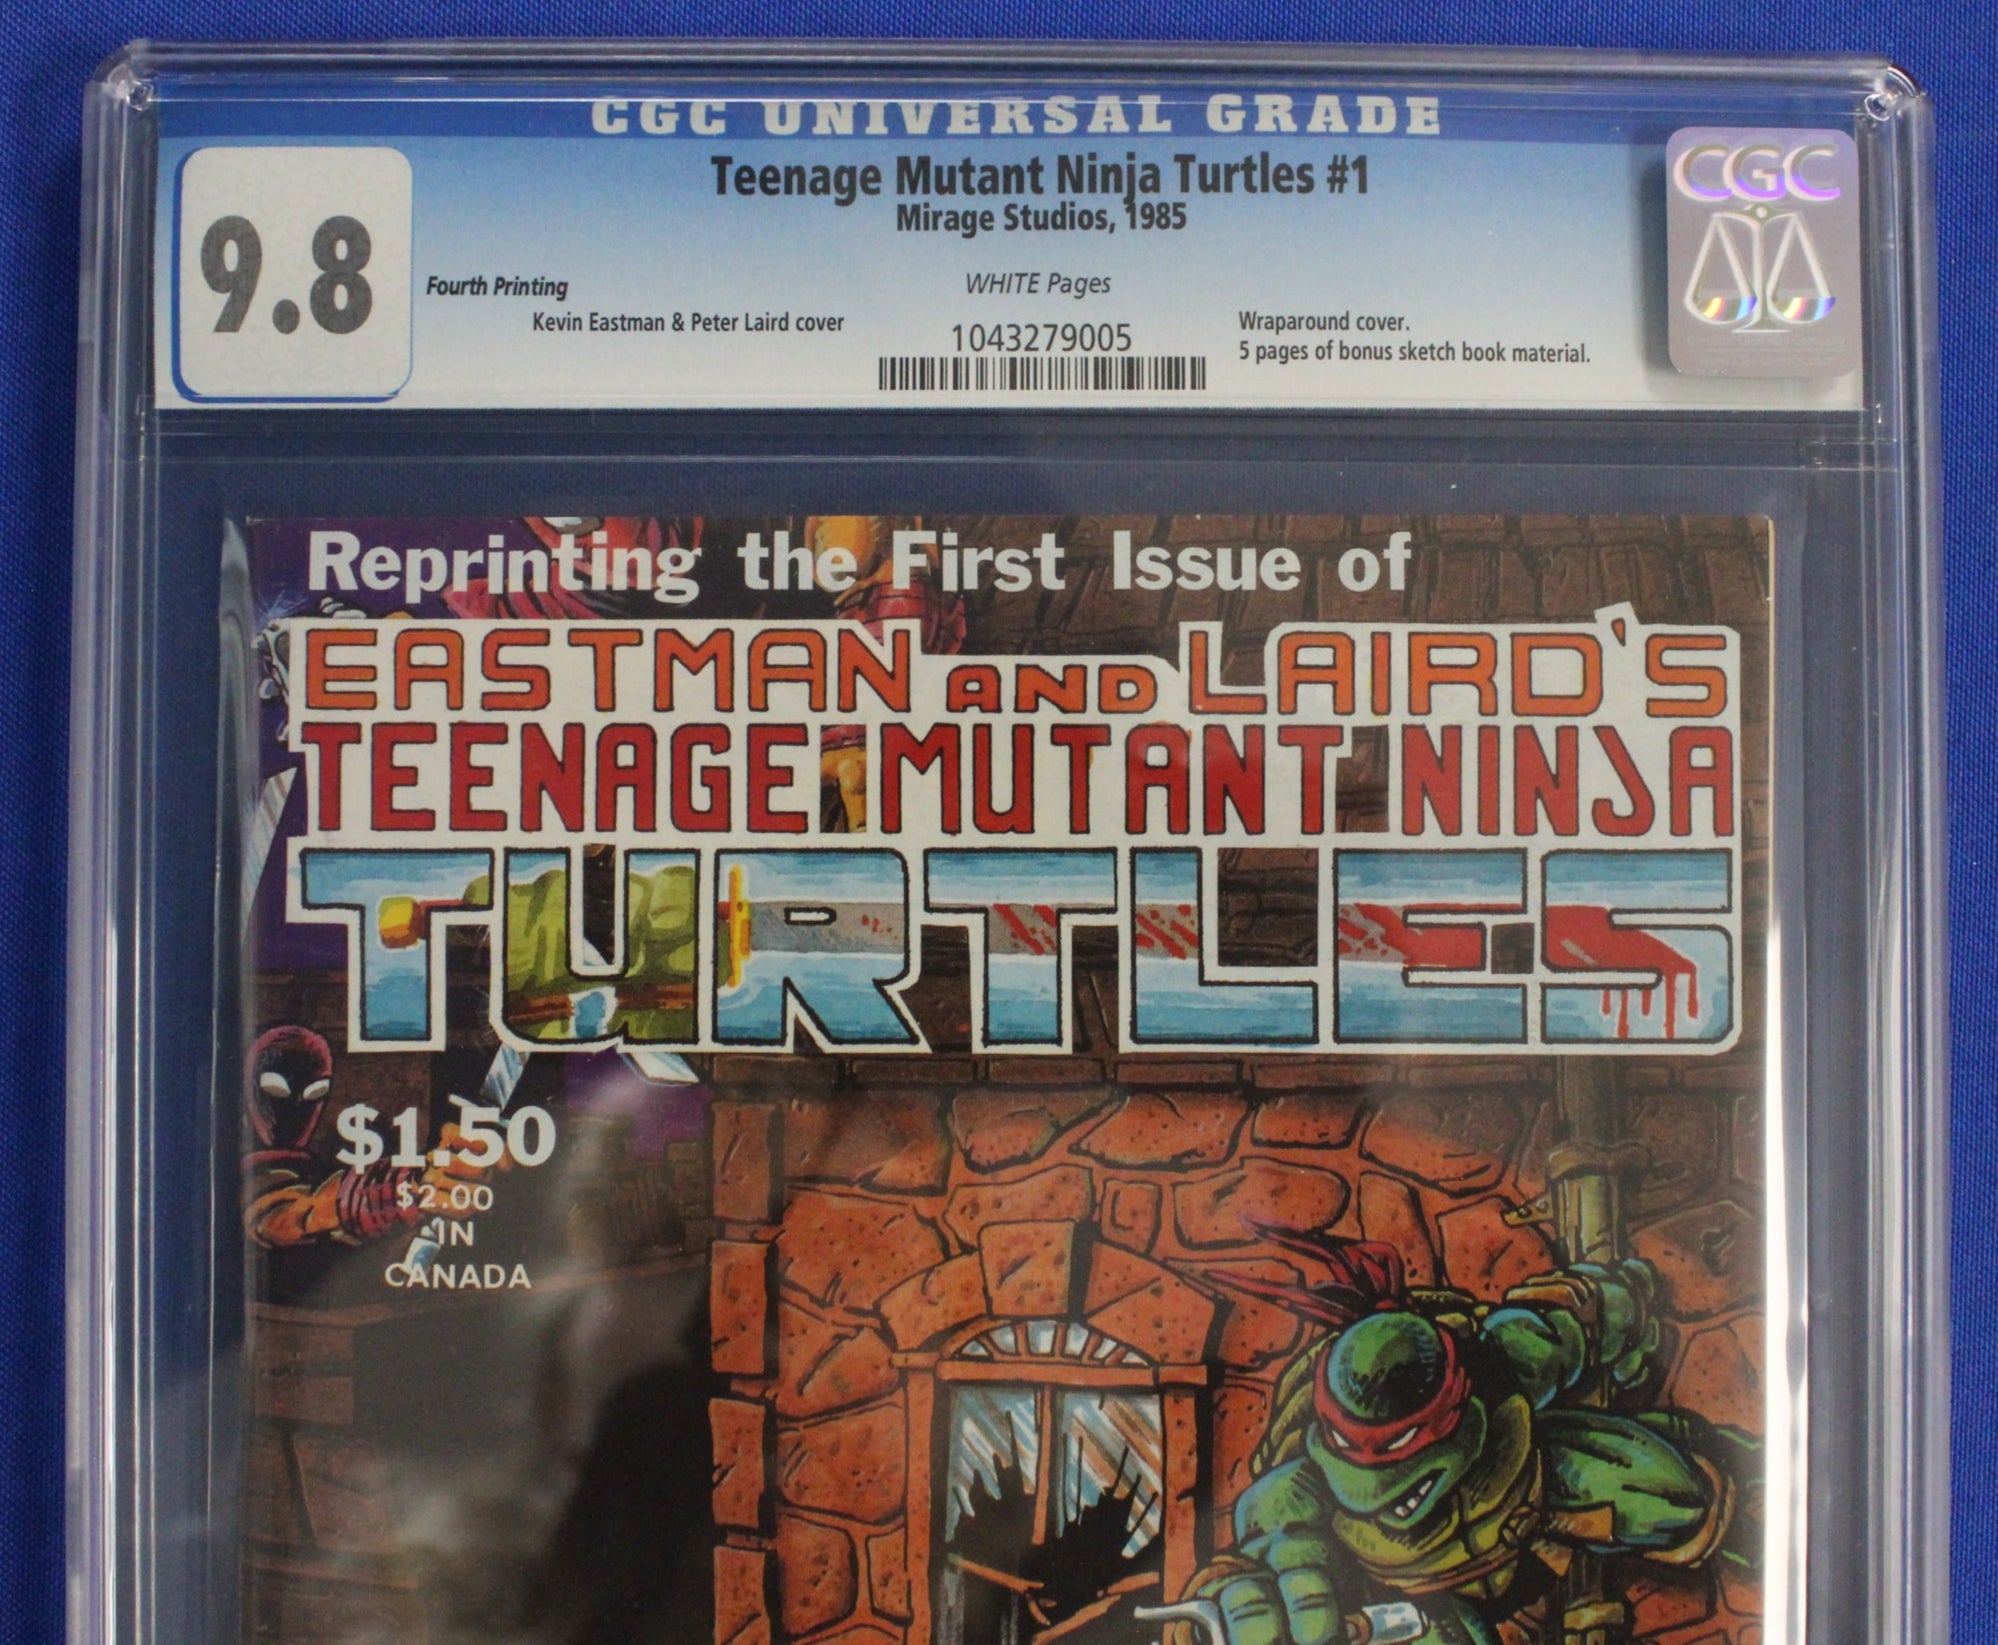 CGC UNIVERSAL GRADE
9.8
Teenage Mutant Ninja Turtles #1
Mirage Studios, 1985
CGC
Fourth Printing
WHITE Pages
Kevin Eastman & Peter Laird cover
1043279005
Wraparound cover.
5 pages of bonus sketch book material.
Reprinting the First Issue of
EASTMAN AND LAIRD'S
TEENAGE MUTANT NINJA
TURTLES
$1.50
$2.00
IN
CANADA